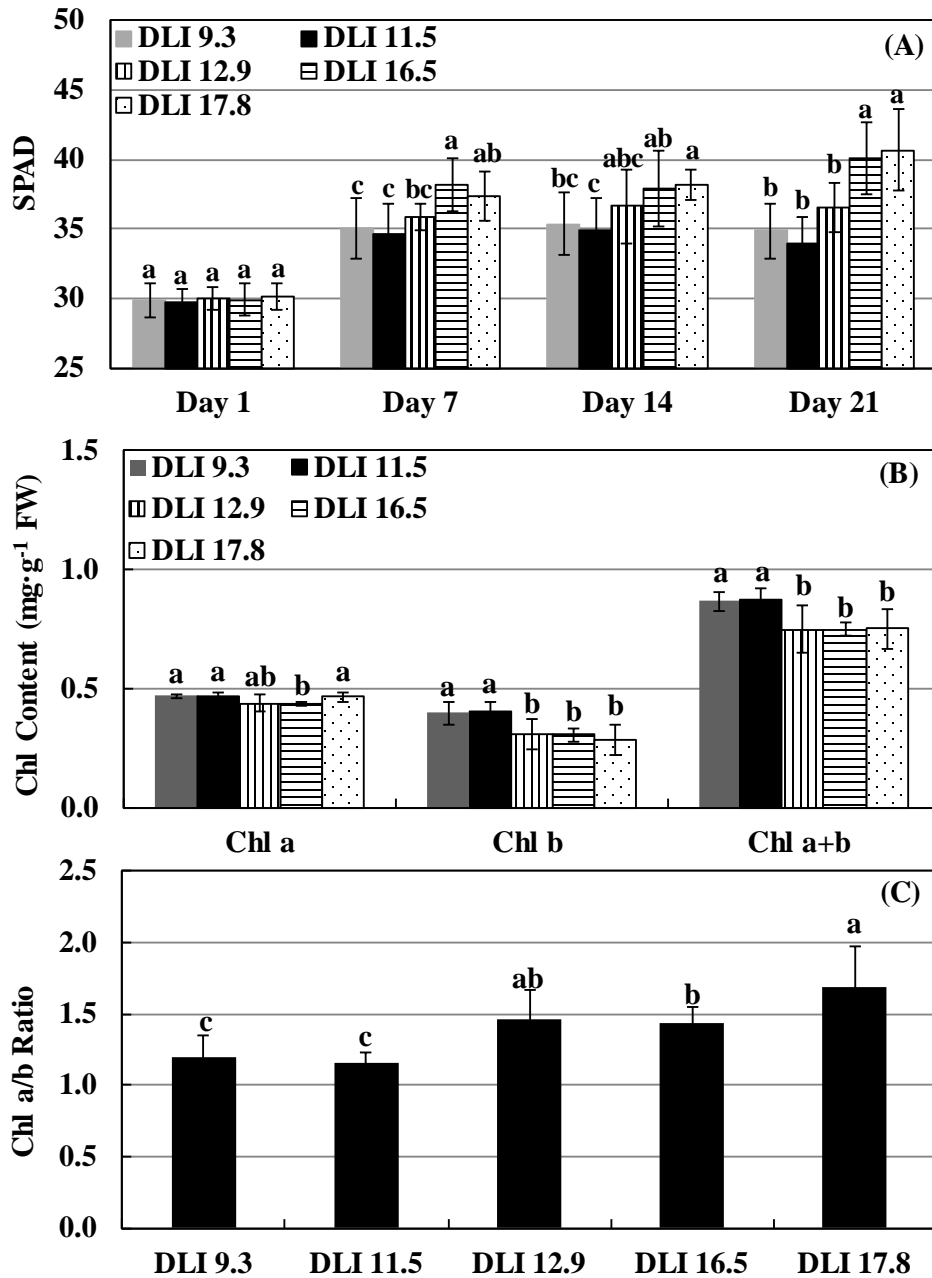 50
45
40
35
30
25
SPAD
DLI 9.3 DLI 11.5
DLI 12.9 DLI 16.5
DLI 17.8
(A)
a a a a a
c c bc a ab
bc c abc ab a
b b b a a
Day 1 Day 7 Day 14 Day 21
1.5
1.0
0.5
0.0
Chl Content (mg·g⁻¹ FW)
DLI 9.3 DLI 11.5
DLI 12.9 DLI 16.5
DLI 17.8
(B)
a a ab b a
a a b b b
a a b b b
Chl a Chl b Chl a+b
2.5
2.0
1.5
1.0
0.5
0.0
Chl a/b Ratio
(C)
c c ab b a
DLI 9.3 DLI 11.5 DLI 12.9 DLI 16.5 DLI 17.8